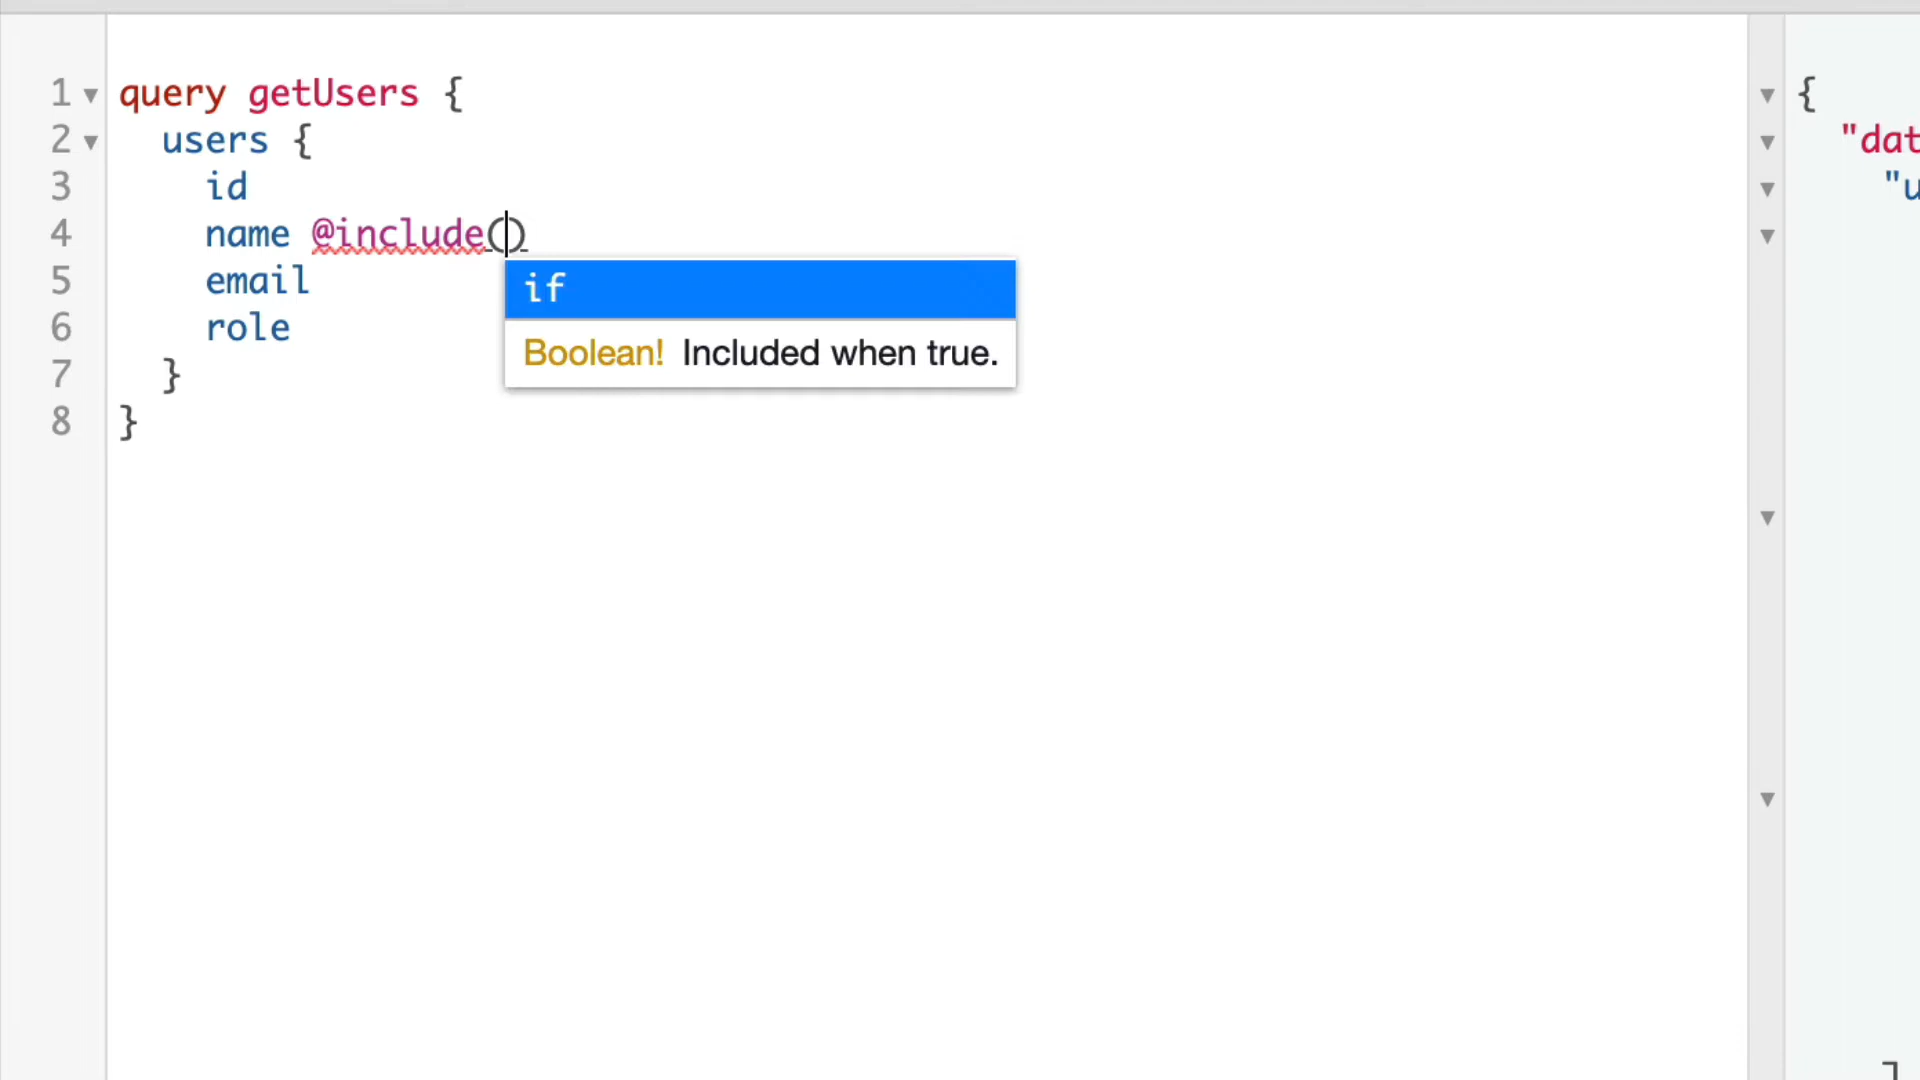 1 query getUsers {
2 users {
3 id
4 name @include()
5 email
6 role
7 }
8 }
if
Boolean! Included when true.
{
"dat
"u
]